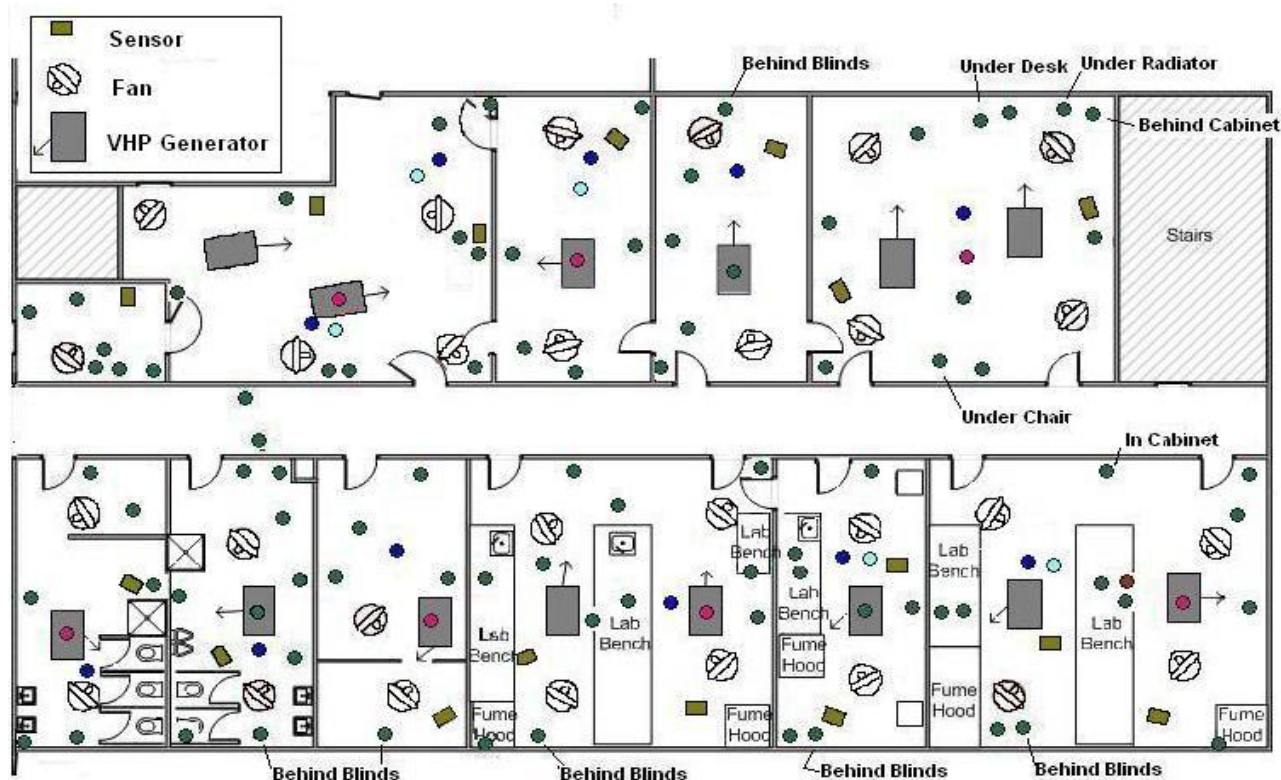 Sensor
Fan
VHP Generator
Behind Blinds
Under Desk
Under Radiator
Behind Cabinet
Stairs
Under Chair
In Cabinet
Lab
Bench
Lab
Bench
Lab
Bench
Fume
Hood
Lab
Bench
Fume
Hood
Lab
Bench
Fume
Hood
Lab
Bench
Fume
Hood
Lab
Bench
Fume
Hood
Behind Blinds
Behind Blinds
Behind Blinds
Behind Blinds